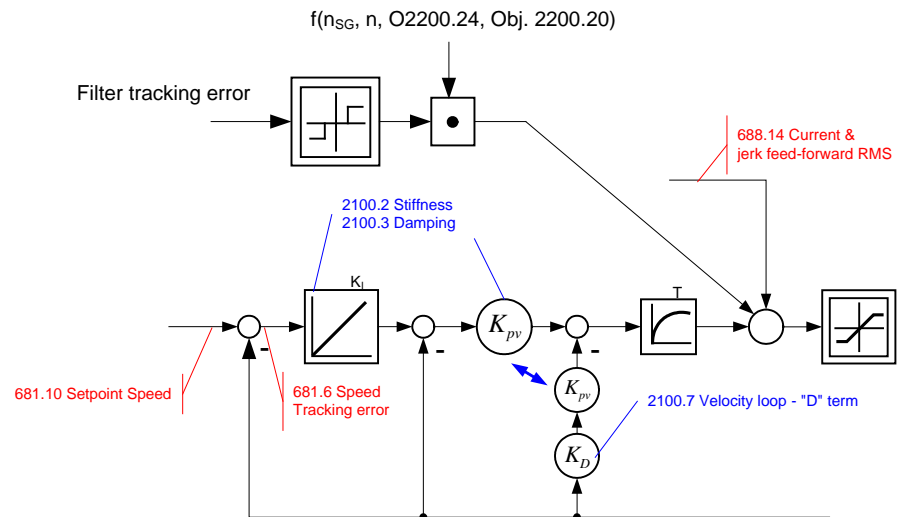 f(nSG, n, O2200.24, Obj. 2200.20)
Filter tracking error
688.14 Current &
jerk feed-forward RMS
2100.2 Stiffness
2100.3 Damping
KI
T
Kpv
-
-
-
681.10 Setpoint Speed
681.6 Speed
Tracking error
Kpv
2100.7 Velocity loop - "D" term
KD